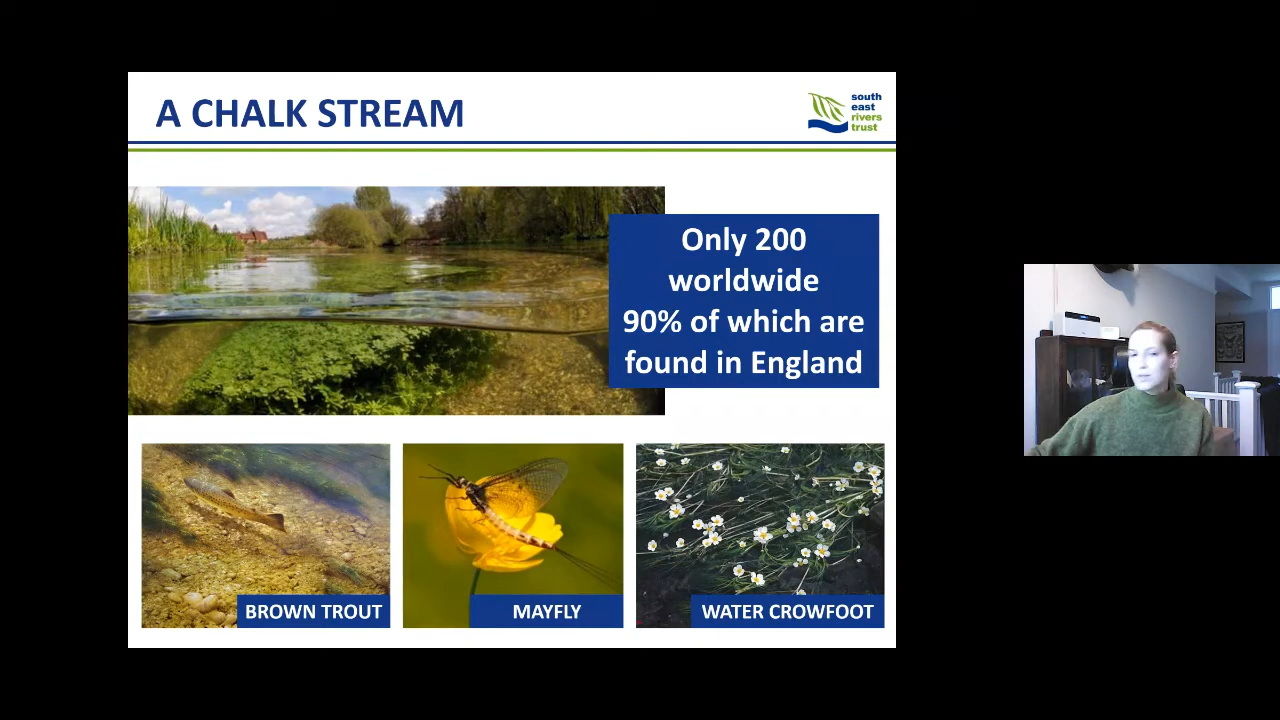 A CHALK STREAM
south
east
rivers
trust
Only 200
worldwide
90% of which are
found in England
BROWN TROUT
MAYFLY
WATER CROWFOOT